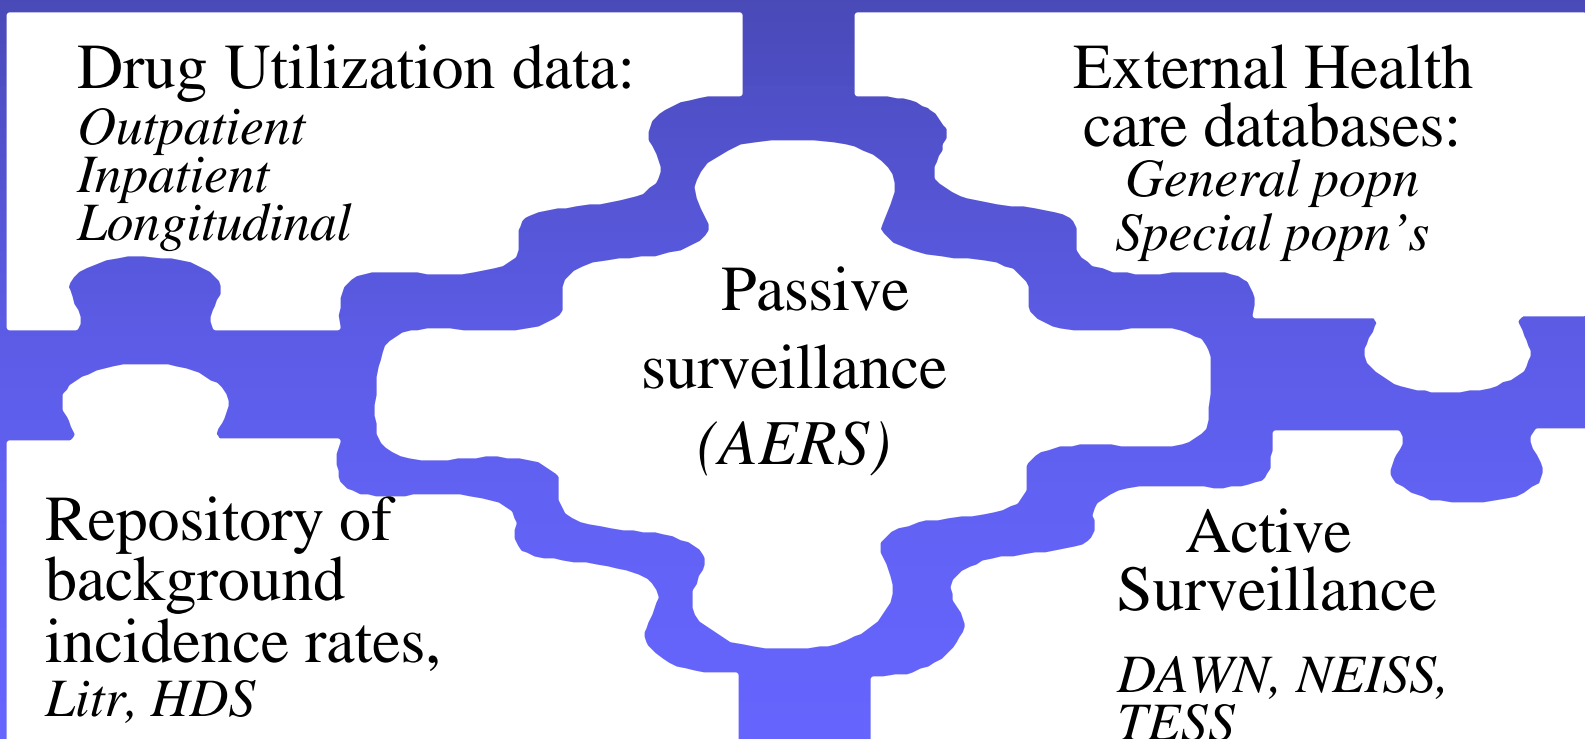 Drug Utilization data:
Outpatient
Inpatient
Longitudinal
External Health
care databases:
General popn
Special popn’s
Passive
surveillance
(AERS)
Repository of
background
incidence rates,
Litr, HDS
Active
Surveillance
DAWN, NEISS,
TESS